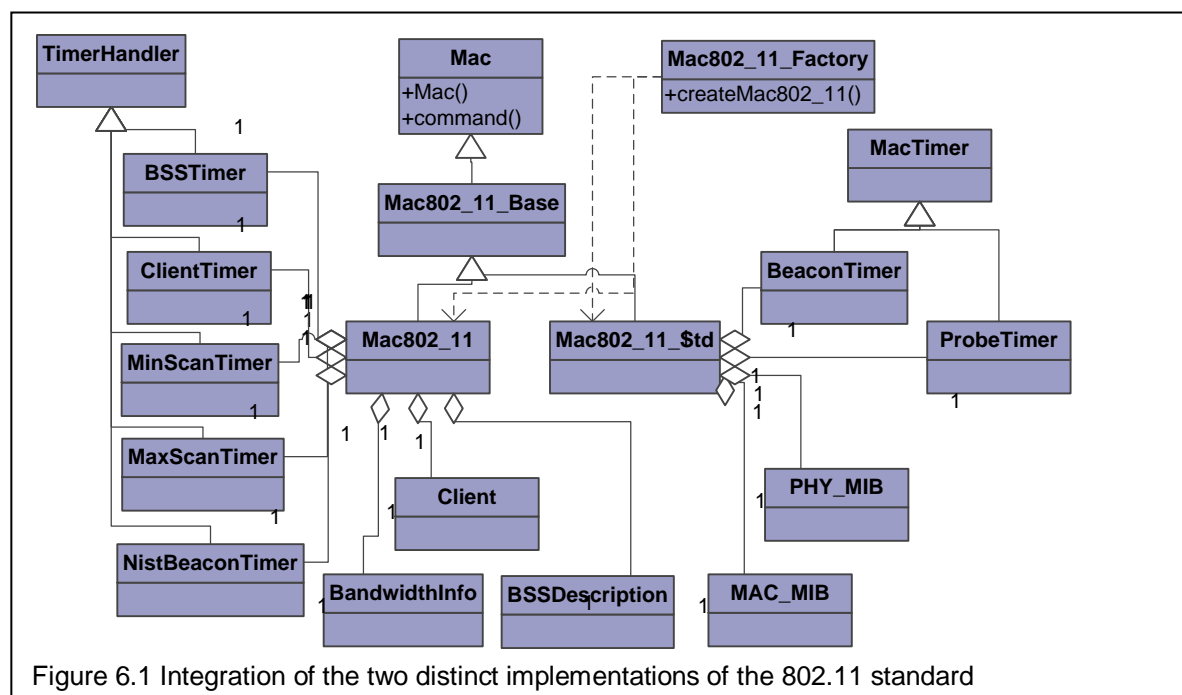 TimerHandler
Mac
+Mac()
+command()
Mac802_11_Factory
+createMac802_11()
MacTimer
1
BSSTimer
Mac802_11_Base
1
ClientTimer
BeaconTimer
1
1
1
1
1
1
1
Mac802_11
Mac802_11_$td
ProbeTimer
MinScanTimer
1
1
1
1
1
1
1
1
MaxScanTimer
1
Client
1
PHY_MIB
1
NistBeaconTimer
1
BandwidthInfo
BSSDescription
1
1
MAC_MIB
Figure 6.1 Integration of the two distinct implementations of the 802.11 standard